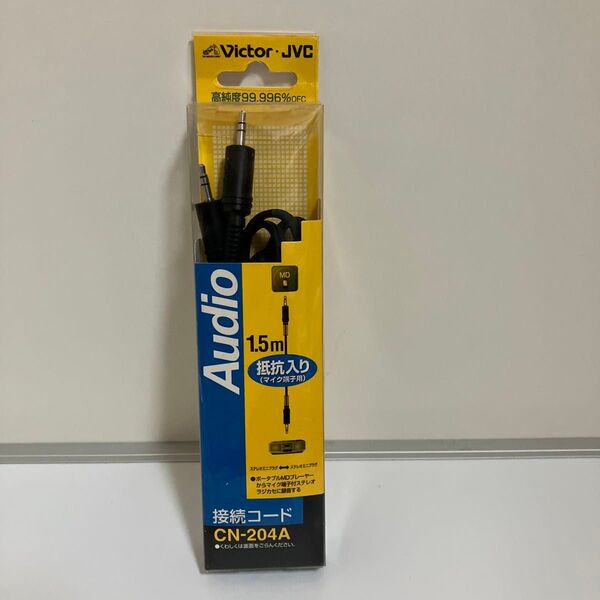 Victor・JVC
高純度99.996%OFC
MD
Audio
1.5m
抵抗入り
(マイク端子用)
ステレオミニプラグ ⟷ ステレオミニプラグ
●ポータブルMDプレーヤー
からマイク端子付ステレオ
ラジカセに録音する
接続コード
CN-204A
●くわしくは裏面をごらんください。